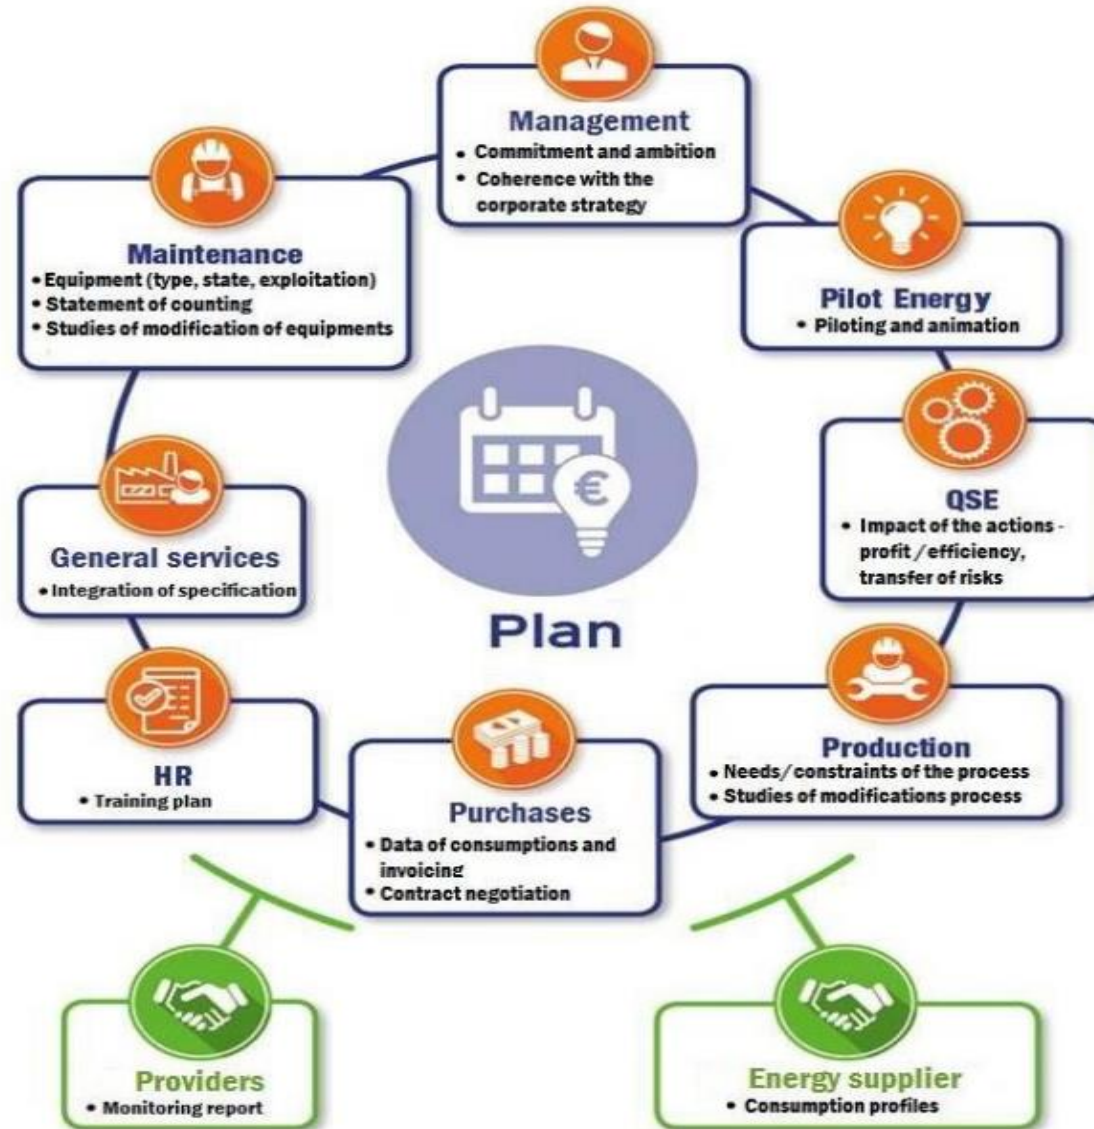 Management
• Commitment and ambition
• Coherence with the
corporate strategy
Maintenance
• Equipment (type, state, exploitation)
• Statement of counting
• Studies of modification of equipments
Pilot Energy
• Piloting and animation
QSE
• Impact of the actions -
profit / efficiency,
transfer of risks
General services
• Integration of specification
€
Plan
HR
• Training plan
Purchases
• Data of consumptions and
invoicing
• Contract negotiation
Production
• Needs/constraints of the process
• Studies of modifications process
Providers
• Monitoring report
Energy supplier
• Consumption profiles